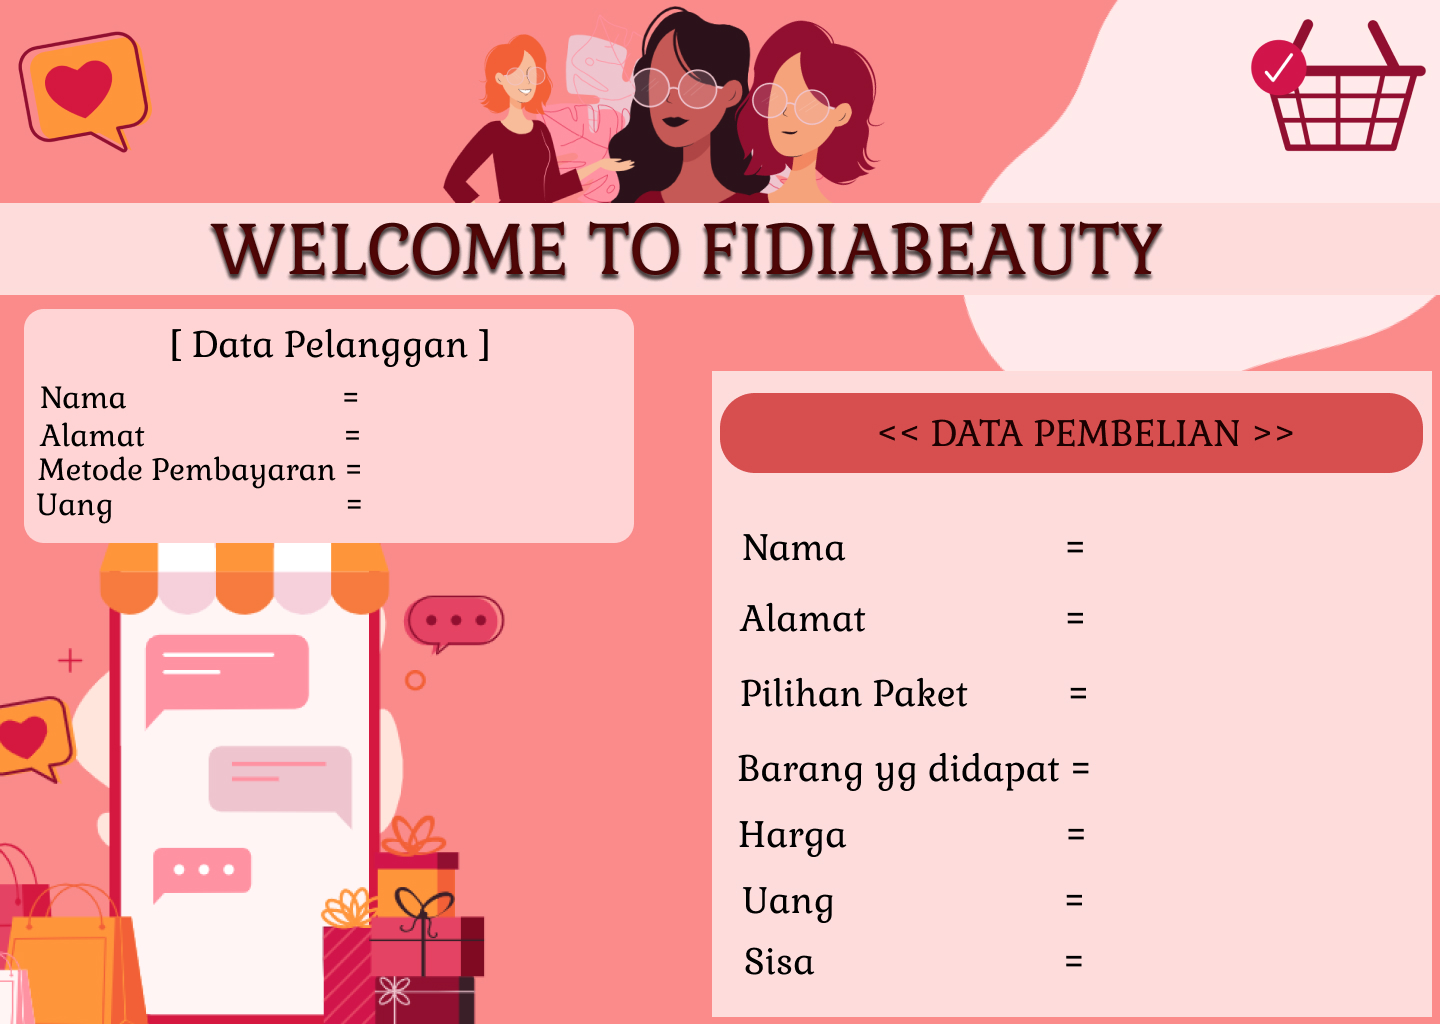 WELCOME TO FIDIABEAUTY
[ Data Pelanggan ]
Nama =
Alamat =
Metode Pembayaran =
Uang =
<< DATA PEMBELIAN >>
Nama =
Alamat =
Pilihan Paket =
Barang yg didapat =
Harga =
Uang =
Sisa =